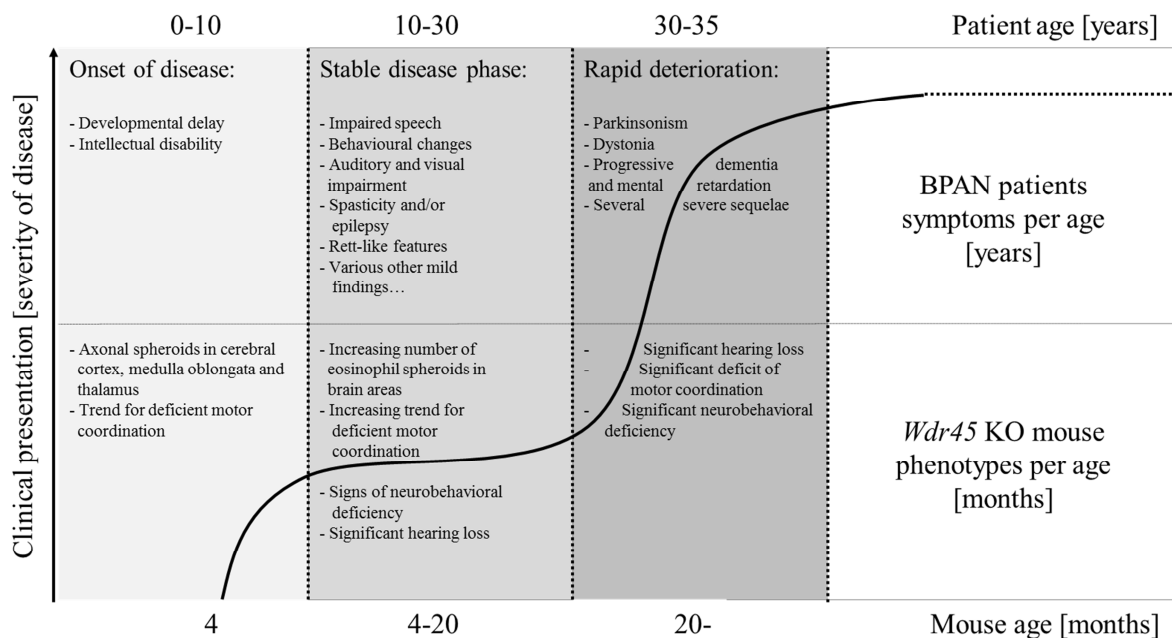 0-10
10-30
30-35
Patient age [years]
Clinical presentation [severity of disease]
Onset of disease:
- Developmental delay
- Intellectual disability
Stable disease phase:
- Impaired speech
- Behavioural changes
- Auditory and visual
impairment
- Spasticity and/or
epilepsy
- Rett-like features
- Various other mild
findings…
Rapid deterioration:
- Parkinsonism
- Dystonia
- Progressive dementia
and mental retardation
- Several severe sequelae
BPAN patients
symptoms per age
[years]
- Axonal spheroids in cerebral
cortex, medulla oblongata and
thalamus
- Trend for deficient motor
coordination
- Increasing number of
eosinophil spheroids in
brain areas
- Increasing trend for
deficient motor
coordination
- Signs of neurobehavioral
deficiency
- Significant hearing loss
- Significant hearing loss
- Significant deficit of
motor coordination
- Significant neurobehavioral
deficiency
Wdr45 KO mouse
phenotypes per age
[months]
4
4-20
20-
Mouse age [months]